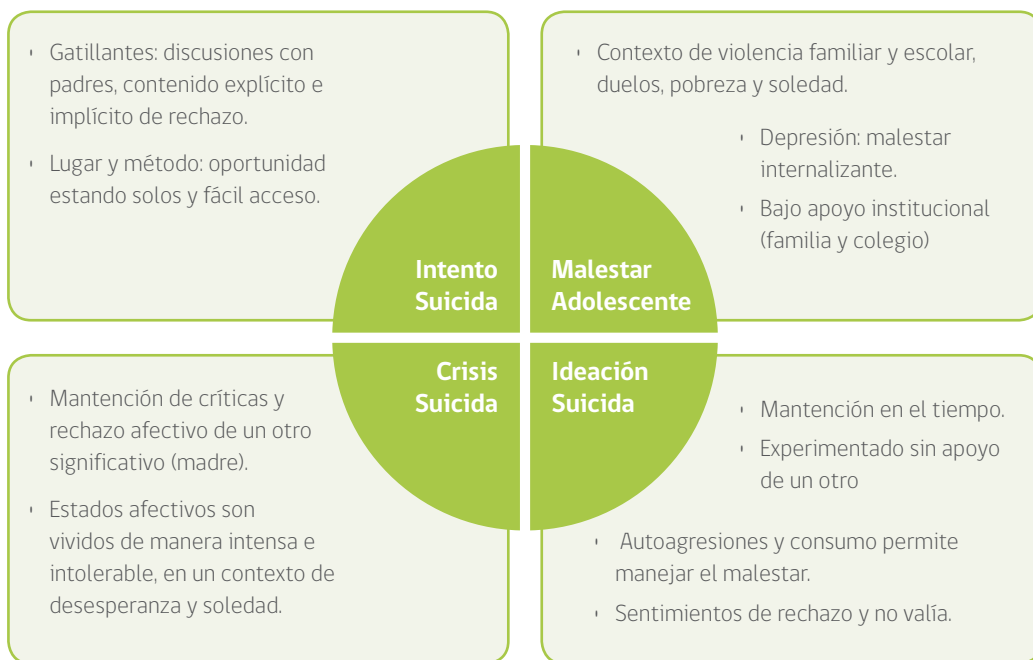 · Gatillantes: discusiones con
padres, contenido explícito e
implícito de rechazo.
· Lugar y método: oportunidad
estando solos y fácil acceso.
Intento
Suicida
· Contexto de violencia familiar y escolar,
duelos, pobreza y soledad.
· Depresión: malestar
internalizante.
· Bajo apoyo institucional
(familia y colegio)
Malestar
Adolescente
Crisis
Suicida
· Mantención de críticas y
rechazo afectivo de un otro
significativo (madre).
· Estados afectivos son
vividos de manera intensa e
intolerable, en un contexto de
desesperanza y soledad.
Ideación
Suicida
· Mantención en el tiempo.
· Experimentado sin apoyo
de un otro
· Autoagresiones y consumo permite
manejar el malestar.
· Sentimientos de rechazo y no valía.